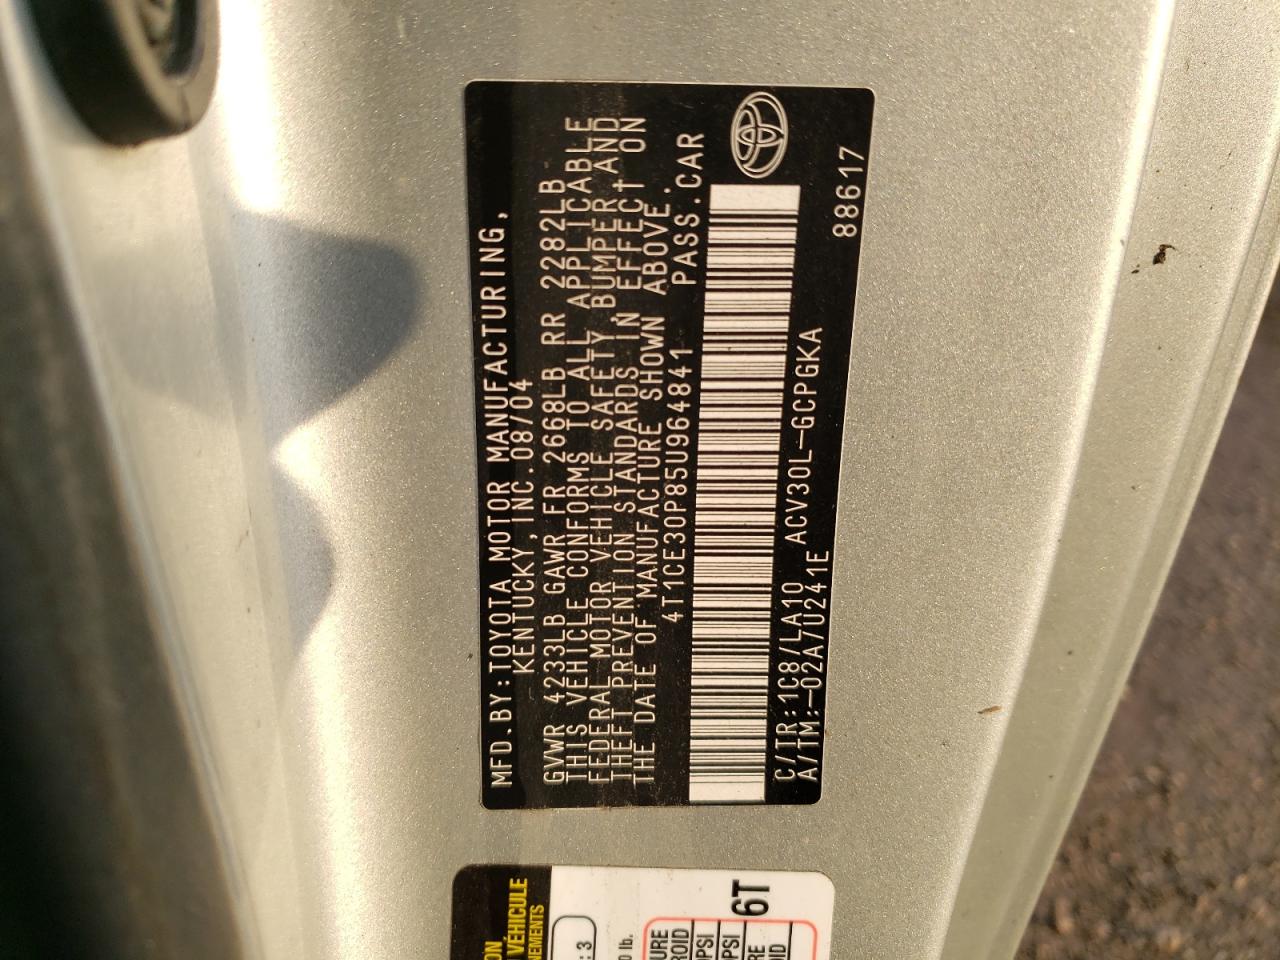 MFD.BY:TOYOTA MOTOR MANUFACTURING,
KENTUCKY, INC. 08/04
GVWR 4233LB GAWR FR 2668LB RR 2282LB
THIS VEHICLE CONFORMS TO ALL APPLICABLE
FEDERAL MOTOR VEHICLE SAFETY,BUMPER,AND
THEFT PREVENTION STANDARDS IN EFFECT ON
THE DATE OF MANUFACTURE SHOWN ABOVE.
4T1CE30P85U964841 PASS.CAR
C/TR:1C8/LA10 ACV30L-GCPGKA
A/TM:-02A/U241E
88617
VEHICULE
6T